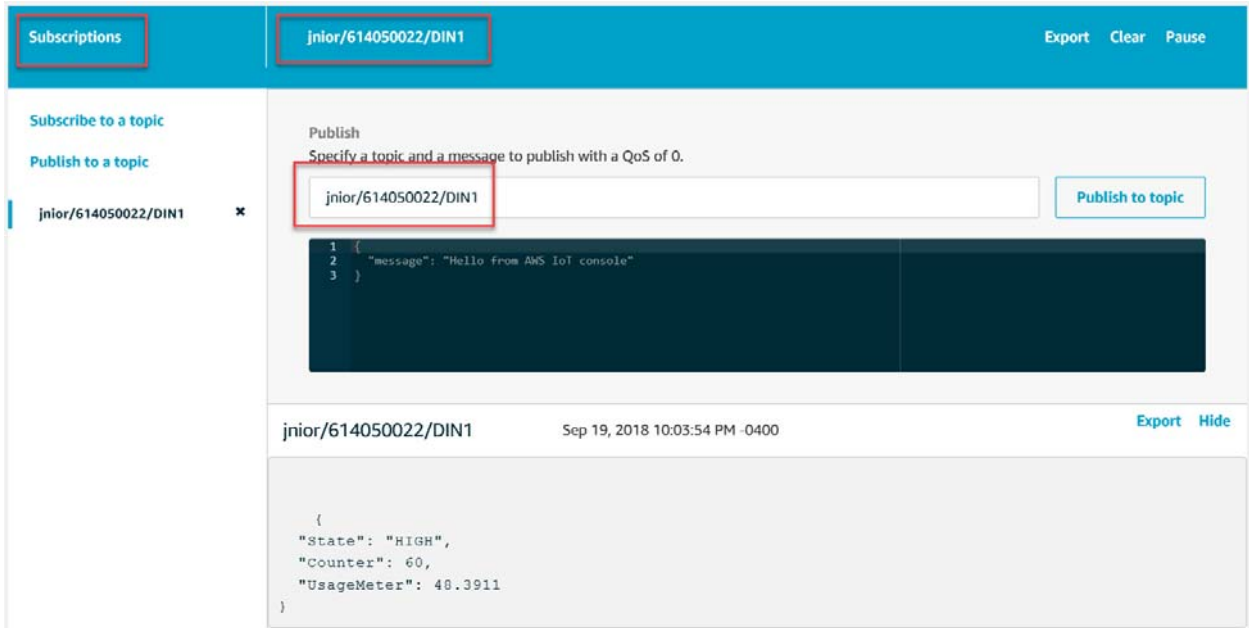 Subscriptions
jnior/614050022/DIN1
Export Clear Pause
Subscribe to a topic
Publish to a topic
jnior/614050022/DIN1 ×
Publish
Specify a topic and a message to publish with a QoS of 0.
jnior/614050022/DIN1
Publish to topic
1 {
2 "message": "Hello from AWS IoT console"
3 }
jnior/614050022/DIN1 Sep 19, 2018 10:03:54 PM -0400
Export Hide
{
"State": "HIGH",
"Counter": 60,
"UsageMeter": 48.3911
}